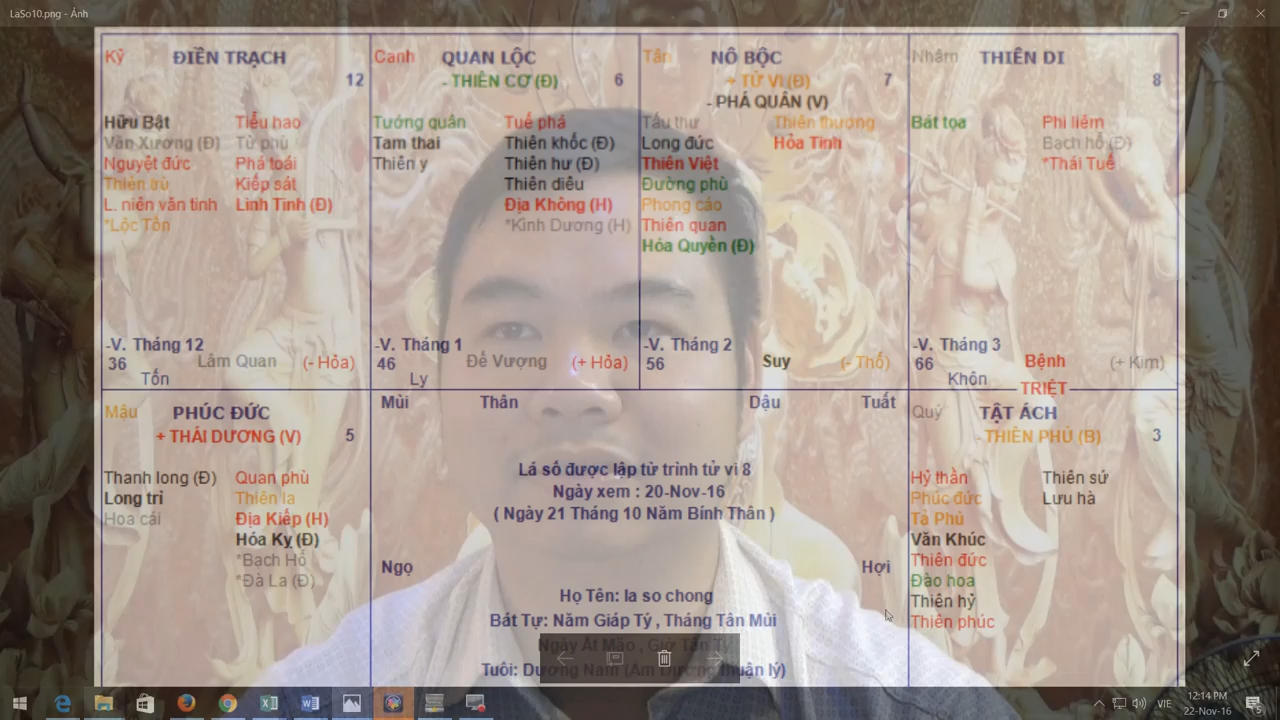 LaSo10.png - Ảnh
Kỷ ĐIỀN TRẠCH 12
Hữu Bật Tiểu hao
Văn Xương (Đ) Tử phù
Nguyệt đức Phá toái
Thiên trù Kiếp sát
L. niên văn tinh Linh Tinh (Đ)
*Lộc Tồn
-V. Tháng 12
36 Lâm Quan (- Hỏa)
Tốn
Canh QUAN LỘC
- THIÊN CƠ (Đ) 6
Tướng quân Tuế phá
Tam thai Thiên khốc (Đ)
Thiên y Thiên hư (Đ)
Thiên diêu
Địa Không (H)
*Kình Dương (H)
-V. Tháng 1
46 Đế Vượng (+ Hỏa)
Ly
Tân NÔ BỘC
+ TỬ VI (Đ) 7
- PHÁ QUÂN (V)
Tấu thư Thiên thương
Long đức Hỏa Tinh
Thiên Việt
Đường phù
Phong cáo
Thiên quan
Hóa Quyền (Đ)
-V. Tháng 2
56 Suy (- Thổ)
Nhâm THIÊN DI
8
Bát tọa Phi liêm
Bạch hổ (Đ)
*Thái Tuế
-V. Tháng 3
66 Bệnh (+ Kim)
Khôn
TRIỆT
Mậu PHÚC ĐỨC
+ THÁI DƯƠNG (V) 5
Thanh long (Đ) Quan phù
Long trì Thiên la
Hoa cái Địa Kiếp (H)
Hóa Kỵ (Đ)
*Bạch Hổ
*Đà La (Đ)
Mùi Thân Dậu Tuất
Lá số được lập từ trình tử vi 8
Ngày xem : 20-Nov-16
( Ngày 21 Tháng 10 Năm Bính Thân )
Ngọ Hợi
Họ Tên: la so chong
Bát Tự: Năm Giáp Tý , Tháng Tân Mùi
Ngày Ất Mão , Giờ Tân Tỵ
Tuổi: Dương Nam (Âm Dương thuận lý)
Quý TẬT ÁCH
- THIÊN PHỦ (B) 3
Hỷ thần Thiên sứ
Phúc đức Lưu hà
Tả Phù
Văn Khúc
Thiên đức
Đào hoa
Thiên hỷ
Thiên phúc
VIE
12:14 PM
22-Nov-16
5